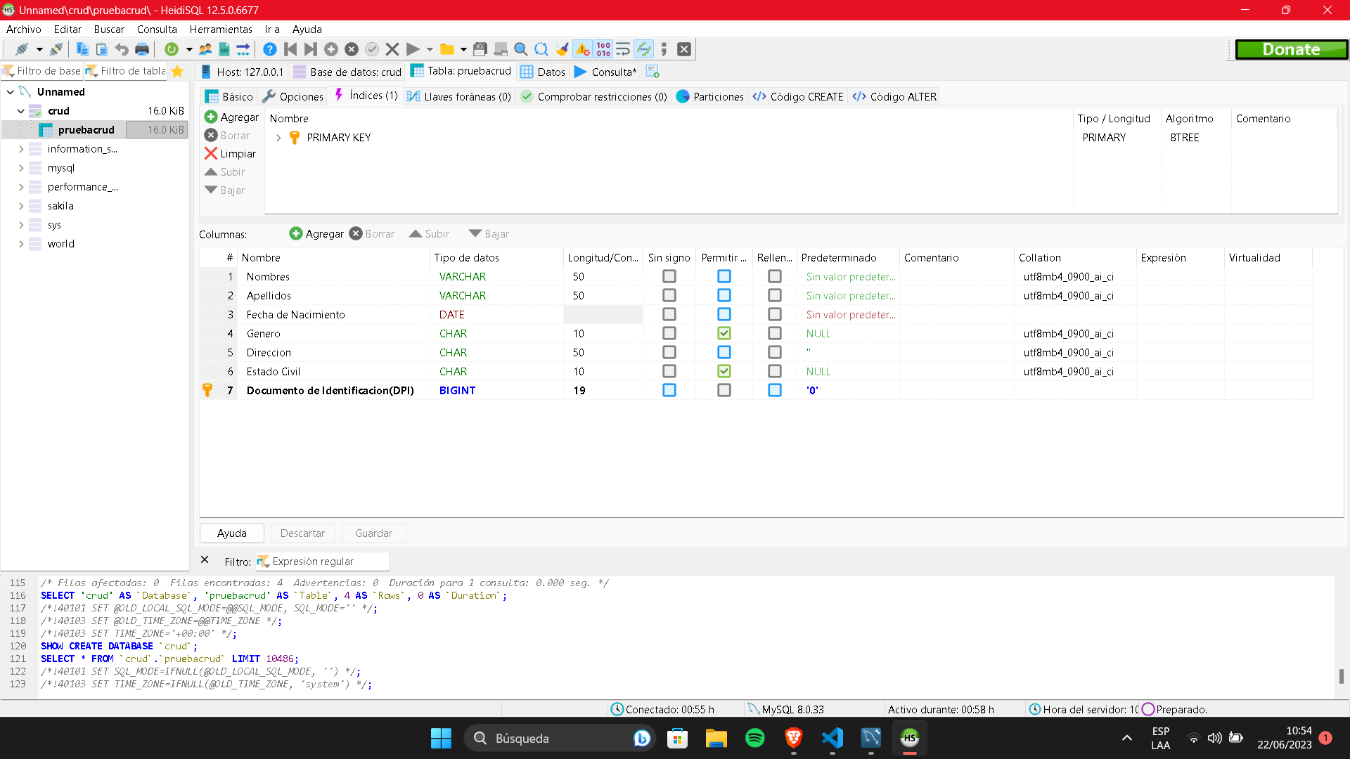 Unnamed\crud\pruebacrud\ - HeidiSQL 12.5.0.6677
Archivo Editar Buscar Consulta Herramientas Ir a Ayuda
Donate
Filtro de base Filtro de tabla Host: 127.0.0.1 Base de datos: crud Tabla: pruebacrud Datos Consulta*
Unnamed
crud 16.0 KiB
pruebacrud 16.0 KiB
information_s...
mysql
performance_...
sakila
sys
world
Básico Opciones Índices (1) Llaves foráneas (0) Comprobar restricciones (0) Particiones Código CREATE Código ALTER
Agregar
Borrar
Limpiar
Subir
Bajar
Nombre Tipo / Longitud Algoritmo Comentario
PRIMARY KEY PRIMARY BTREE
Columnas: Agregar Borrar Subir Bajar
# Nombre Tipo de datos Longitud/Con... Sin signo Permitir ... Rellen... Predeterminado Comentario Collation Expresión Virtualidad
1 Nombres VARCHAR 50 Sin valor predeter... utf8mb4_0900_ai_ci
2 Apellidos VARCHAR 50 Sin valor predeter... utf8mb4_0900_ai_ci
3 Fecha de Nacimiento DATE Sin valor predeter...
4 Genero CHAR 10 NULL utf8mb4_0900_ai_ci
5 Direccion CHAR 50 '' utf8mb4_0900_ai_ci
6 Estado Civil CHAR 10 NULL utf8mb4_0900_ai_ci
7 Documento de Identificacion(DPI) BIGINT 19 '0'
Ayuda Descartar Guardar
Filtro: Expresión regular
115 /* Filas afectadas: 0 Filas encontradas: 4 Advertencias: 0 Duración para 1 consulta: 0.000 seg. */
116 SELECT 'crud' AS `Database`, 'pruebacrud' AS `Table`, 4 AS `Rows`, 0 AS `Duration`;
117 /*!40101 SET @OLD_LOCAL_SQL_MODE=@@SQL_MODE, SQL_MODE='' */;
118 /*!40103 SET @OLD_TIME_ZONE=@@TIME_ZONE */;
119 /*!40103 SET TIME_ZONE='+00:00' */;
120 SHOW CREATE DATABASE `crud`;
121 SELECT * FROM `crud`.`pruebacrud` LIMIT 10486;
122 /*!40101 SET SQL_MODE=IFNULL(@OLD_LOCAL_SQL_MODE, '') */;
123 /*!40103 SET TIME_ZONE=IFNULL(@OLD_TIME_ZONE, 'system') */;
Conectado: 00:55 h MySQL 8.0.33 Activo durante: 00:58 h Hora del servidor: 10 Preparado.
Búsqueda
ESP
LAA
10:54
22/06/2023
1